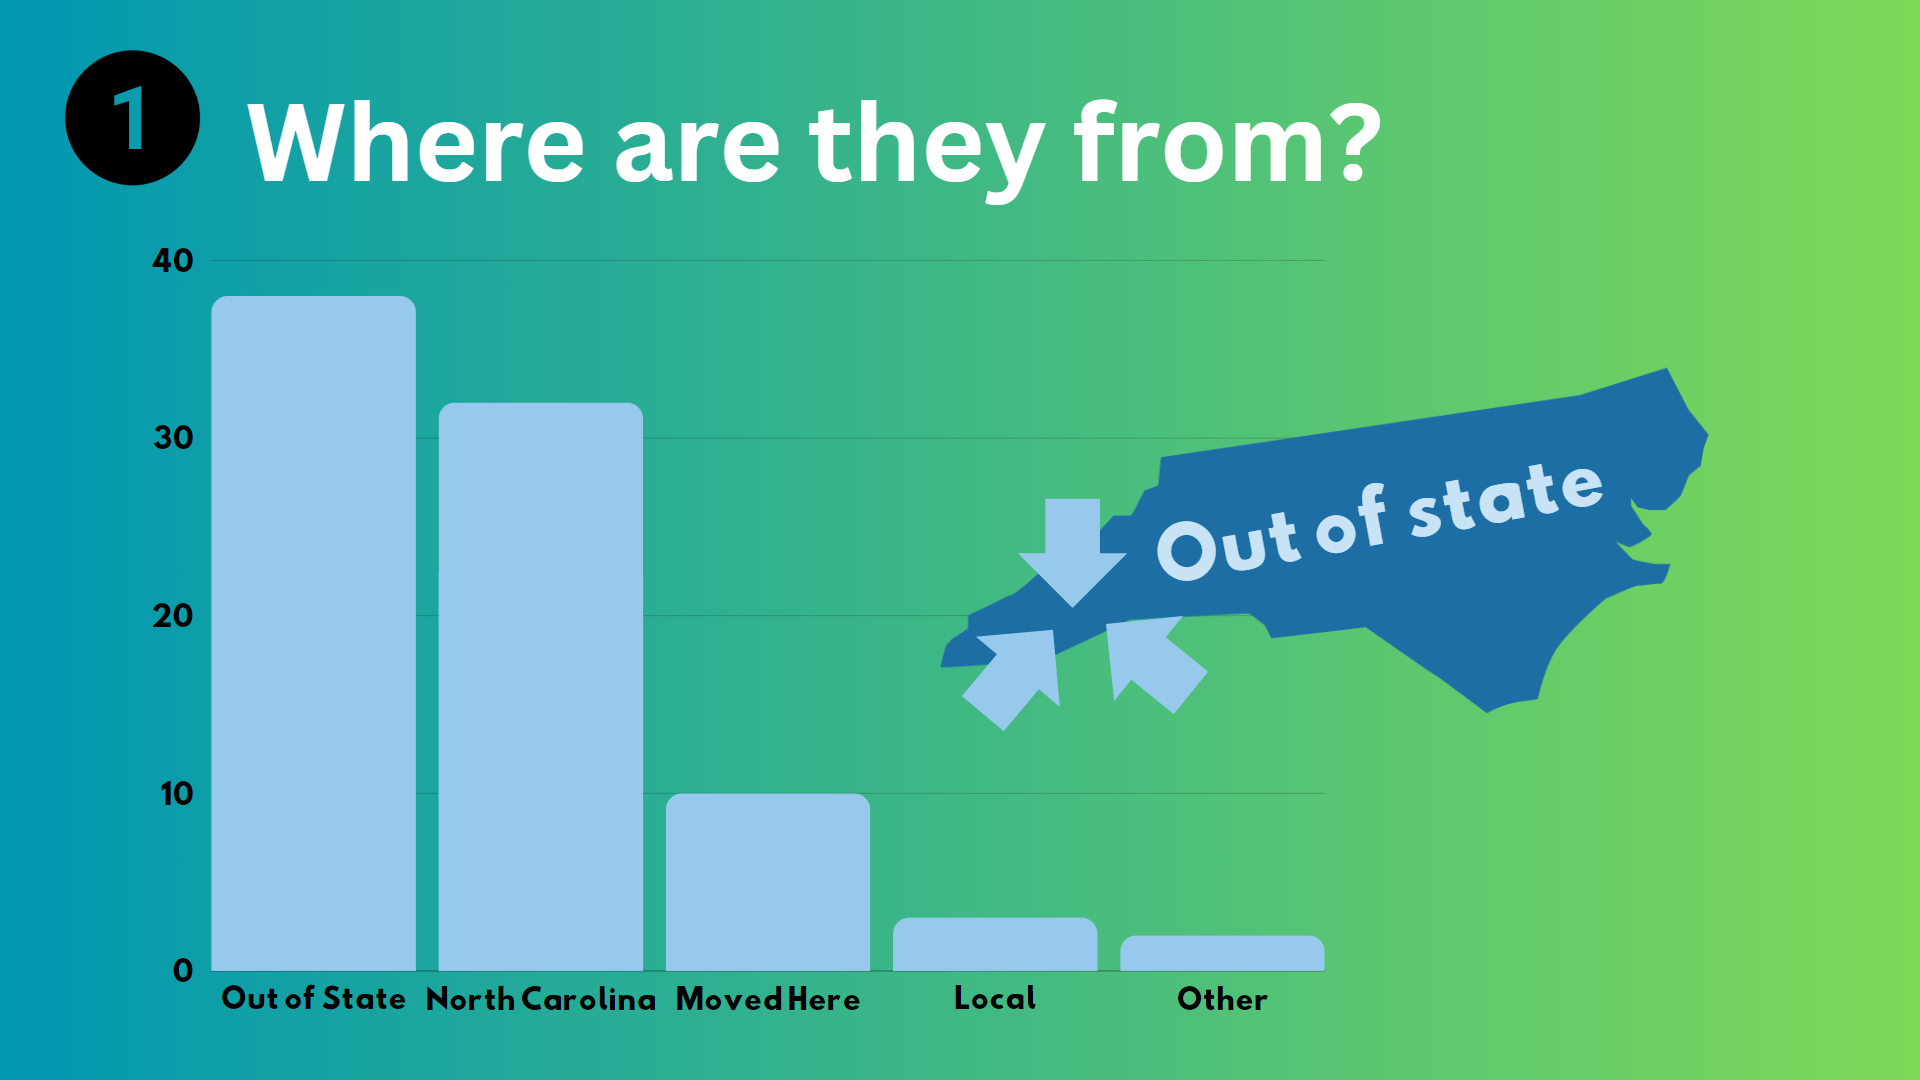 1
Where are they from?
40
30
20
10
0
Out of State
North Carolina
Moved Here
Local
Other
Out of state